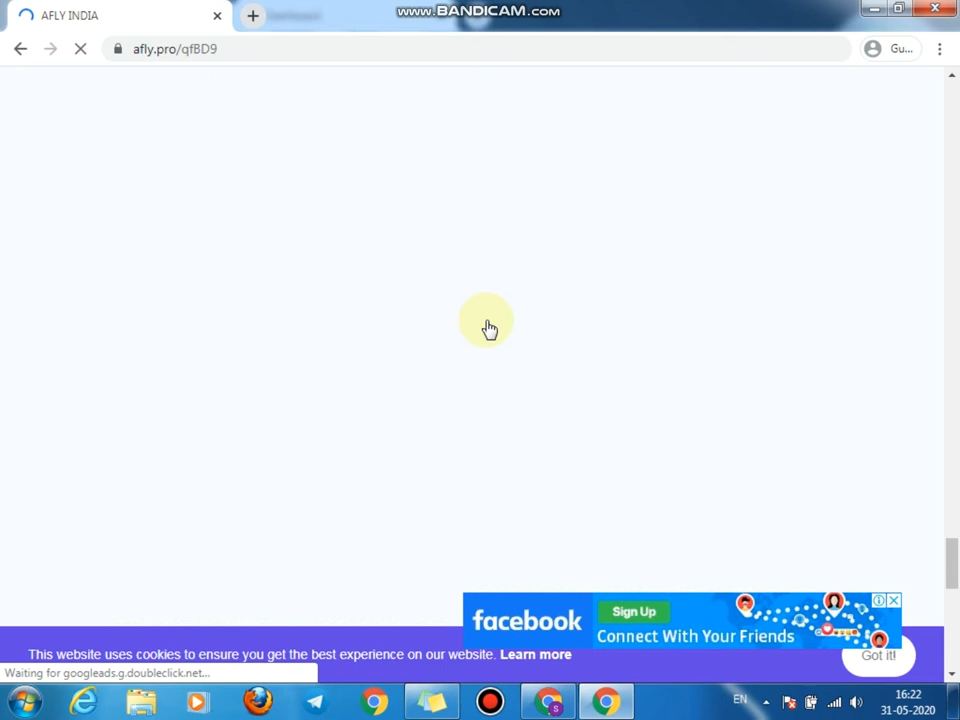 AFLY INDIA
WWW.BANDICAM.COM
afly.pro/qfBD9
Gu...
facebook
Sign Up
Connect With Your Friends
This website uses cookies to ensure you get the best experience on our website. Learn more
Got it!
Waiting for googleads.g.doubleclick.net...
S
EN
16:22
31-05-2020